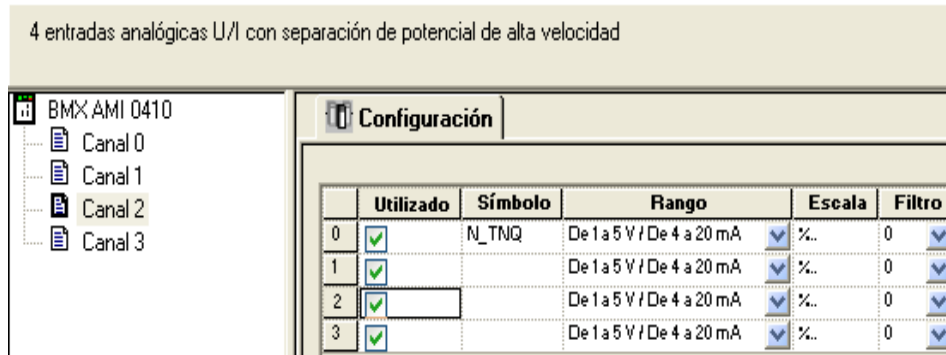 4 entradas analógicas U/I con separación de potencial de alta velocidad
BMX AMI 0410
Canal 0
Canal 1
Canal 2
Canal 3
Configuración
Utilizado Símbolo Rango Escala Filtro
0 N_TNQ De 1 a 5 V / De 4 a 20 mA %.. 0
1 De 1 a 5 V / De 4 a 20 mA %.. 0
2 De 1 a 5 V / De 4 a 20 mA %.. 0
3 De 1 a 5 V / De 4 a 20 mA %.. 0